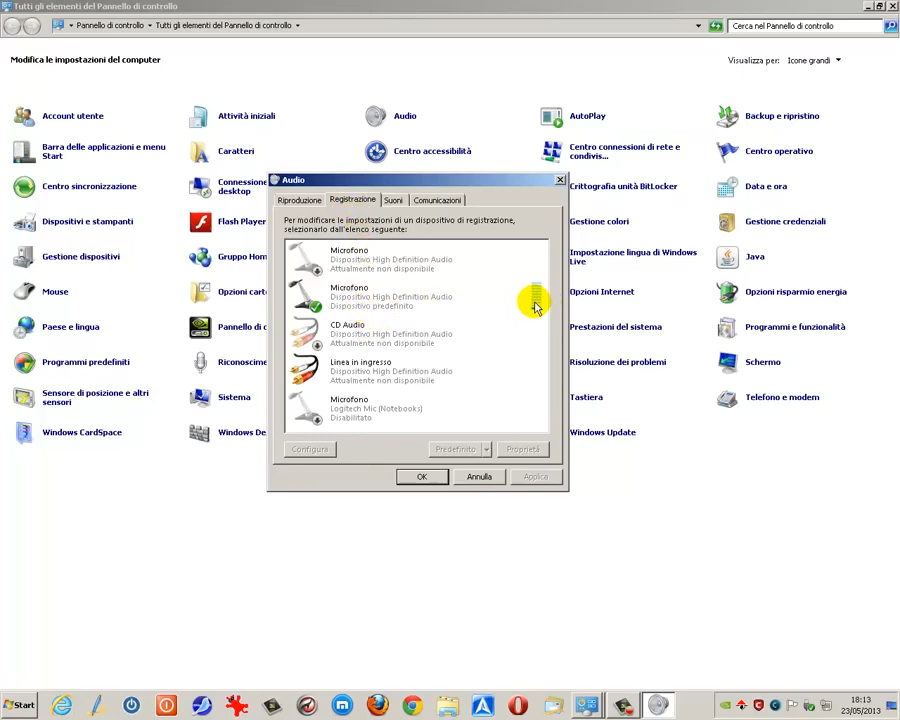 Tutti gli elementi del Pannello di controllo
Pannello di controllo
Tutti gli elementi del Pannello di controllo
Cerca nel Pannello di controllo
Modifica le impostazioni del computer
Visualizza per: Icone grandi
Account utente
Attività iniziali
Audio
AutoPlay
Backup e ripristino
Barra delle applicazioni e menu
Start
Caratteri
Centro accessibilità
Centro connessioni di rete e
condivis...
Centro operativo
Centro sincronizzazione
Connessione
desktop
Crittografia unità BitLocker
Data e ora
Dispositivi e stampanti
Flash Player
Gestione colori
Gestione credenziali
Gestione dispositivi
Gruppo Hom
Impostazione lingua di Windows
Live
Java
Mouse
Opzioni cart
Opzioni Internet
Opzioni risparmio energia
Paese e lingua
Pannello di c
Prestazioni del sistema
Programmi e funzionalità
Programmi predefiniti
Riconosceme
Risoluzione dei problemi
Schermo
Sensore di posizione e altri
sensori
Sistema
Tastiera
Telefono e modem
Windows CardSpace
Windows De
Windows Update
Audio
Riproduzione
Registrazione
Suoni
Comunicazioni
Per modificare le impostazioni di un dispositivo di registrazione,
selezionarlo dall'elenco seguente:
Microfono
Dispositivo High Definition Audio
Attualmente non disponibile
Microfono
Dispositivo High Definition Audio
Dispositivo predefinito
CD Audio
Dispositivo High Definition Audio
Attualmente non disponibile
Linea in ingresso
Dispositivo High Definition Audio
Attualmente non disponibile
Microfono
Logitech Mic (Notebooks)
Disabilitato
Configura
Predefinito
Proprietà
OK
Annulla
Applica
Start
18:13
23/05/2013